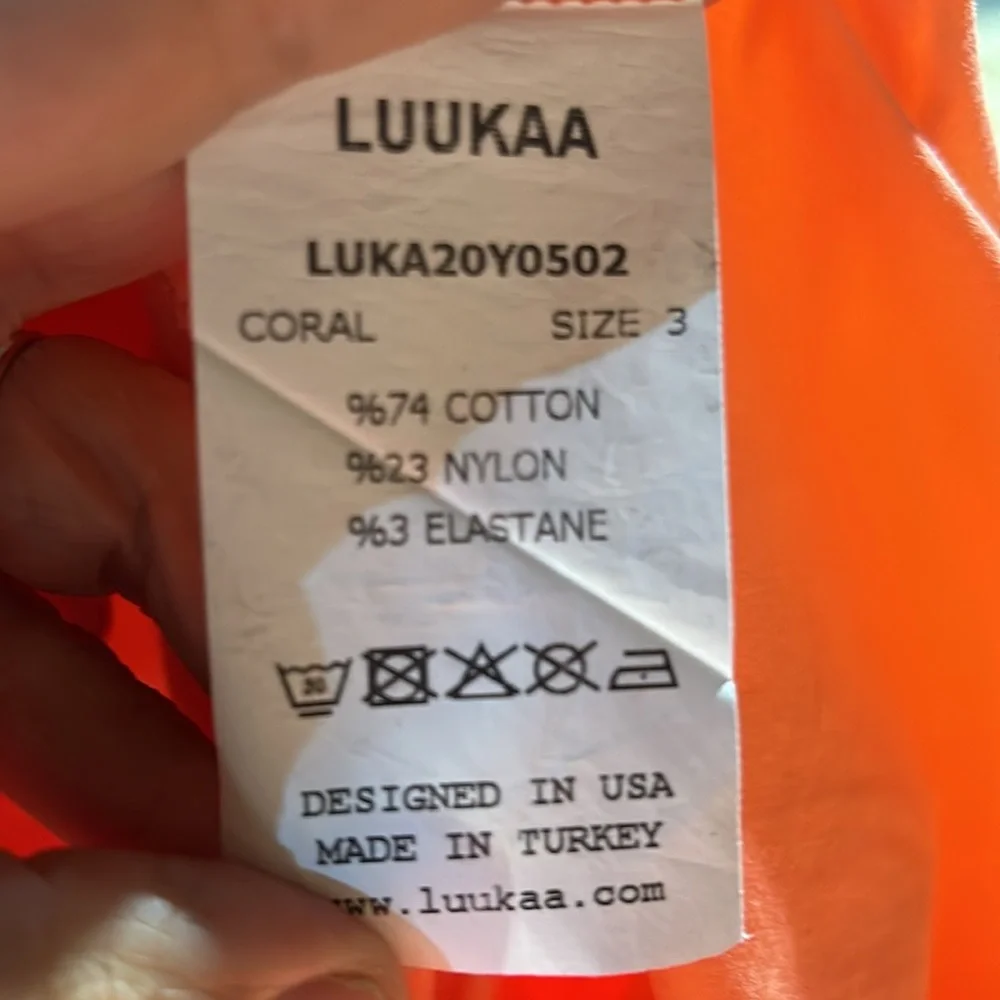 LUUKAA
LUKA20Y0502
CORAL SIZE 3
%74 COTTON
%23 NYLON
%3 ELASTANE
30
DESIGNED IN USA
MADE IN TURKEY
www.luukaa.com